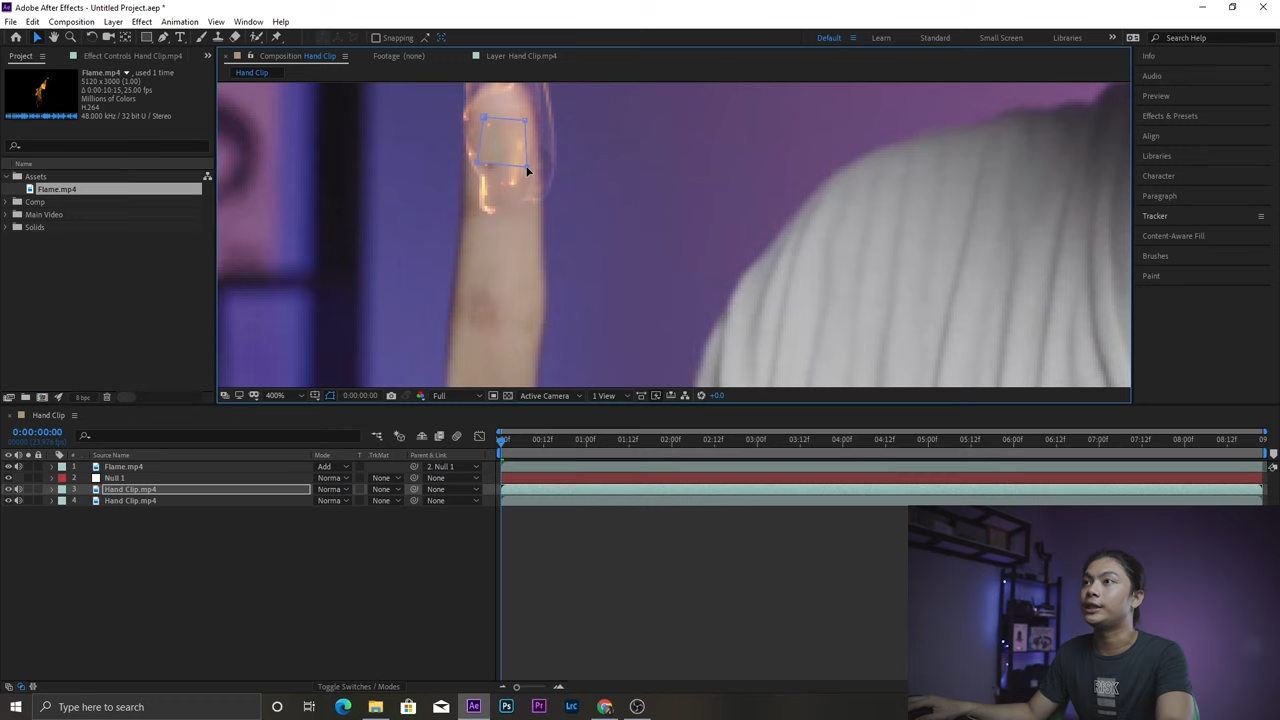 Adobe After Effects - Untitled Project.aep *
File Edit Composition Layer Effect Animation View Window Help
Snapping
Default Learn Standard Small Screen Libraries Search Help
Project Effect Controls Hand Clip.mp4 Composition Hand Clip Footage (none) Layer Hand Clip.mp4
Hand Clip
Flame.mp4 , used 1 time
5120 x 3000 (1.00)
Δ 0:00:10:15, 25.00 fps
Millions of Colors
H.264
48.000 kHz / 32 bit U / Stereo
Name
Assets
Flame.mp4
Comp
Main Video
Solids
Info
Audio
Preview
Effects & Presets
Align
Libraries
Character
Paragraph
Tracker
Content-Aware Fill
Brushes
Paint
8 bpc
400% 0:00:00:00 Full Active Camera 1 View +0.0
Hand Clip
0:00:00:00
00000 (23.976 fps)
:00f 00:12f 01:00f 01:12f 02:00f 02:12f 03:00f 03:12f 04:00f 04:12f 05:00f 05:12f 06:00f 06:12f 07:00f 07:12f 08:00f 08:12f 09
# Source Name Mode T TrkMat Parent & Link
1 Flame.mp4 Add 2. Null 1
2 Null 1 Norma None None
3 Hand Clip.mp4 Norma None None
4 Hand Clip.mp4 Norma None None
Toggle Switches / Modes
RISK
Type here to search
Ae Ps Pr Lrc